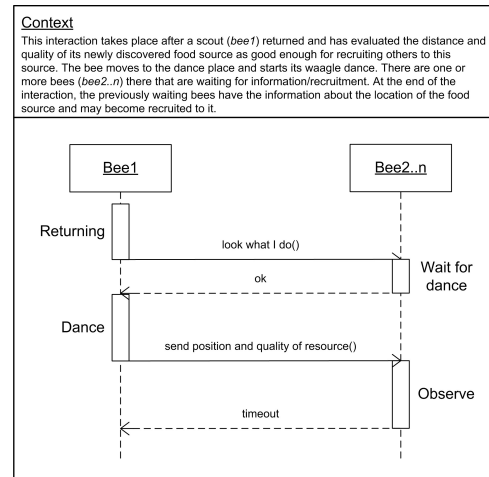 Context
This interaction takes place after a scout (bee1) returned and has evaluated the distance and
quality of its newly discovered food source as good enough for recruiting others to this
source. The bee moves to the dance place and starts its waagle dance. There are one or
more bees (bee2..n) there that are waiting for information/recruitment. At the end of the
interaction, the previously waiting bees have the information about the location of the food
source and may become recruited to it.
Bee1
Bee2..n
Returning
look what I do()
Wait for
dance
ok
Dance
send position and quality of resource()
Observe
timeout